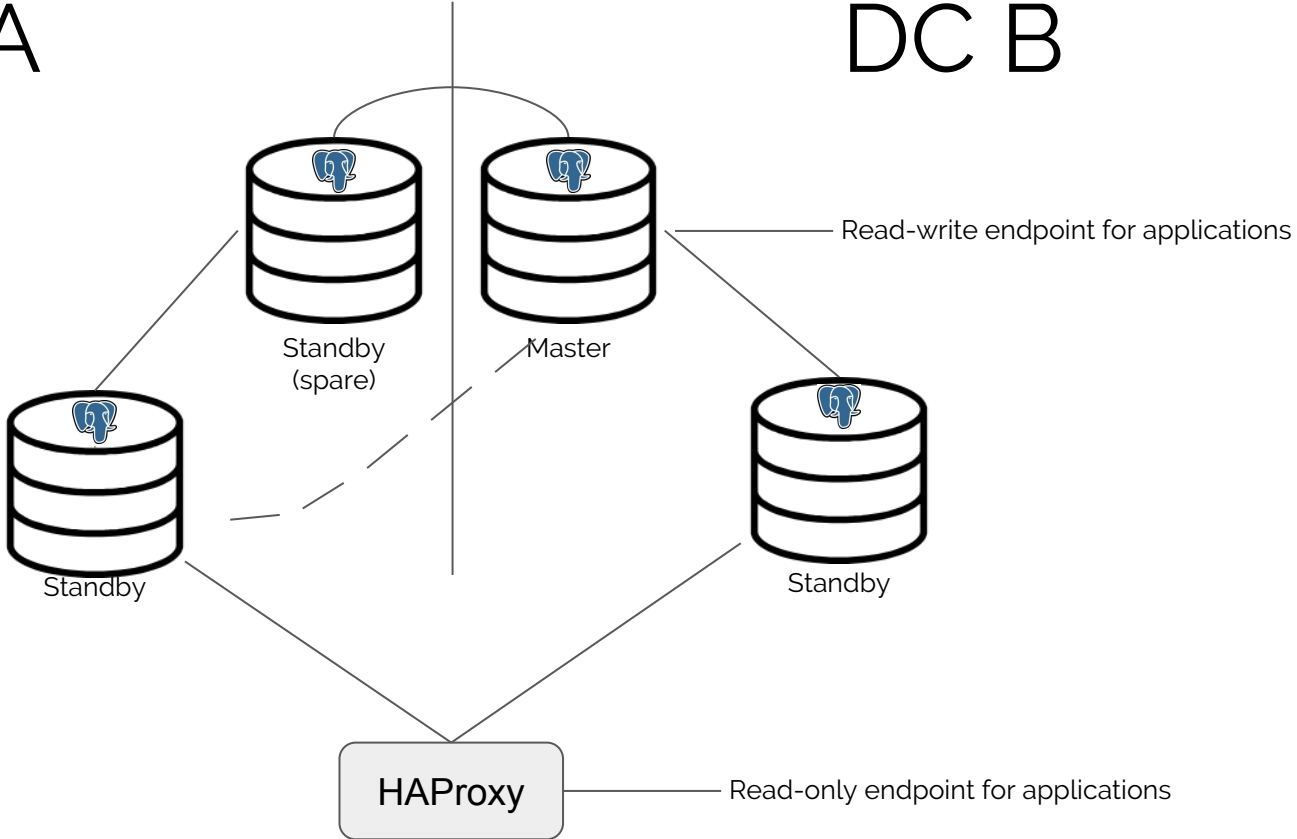 A
DC B
Read-write endpoint for applications
Standby
(spare)
Master
Standby
Standby
HAProxy
Read-only endpoint for applications